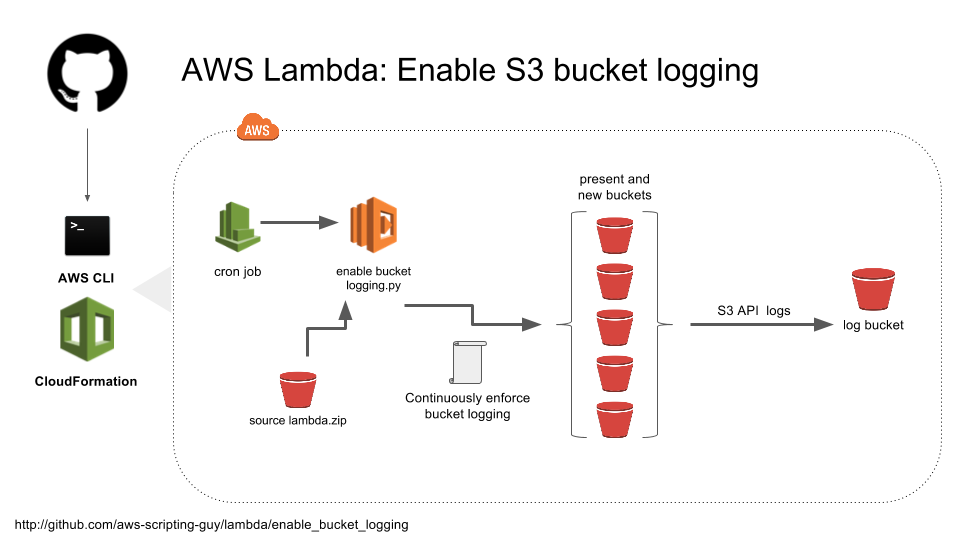 AWS Lambda: Enable S3 bucket logging
AWS
present and
new buckets
>_
AWS CLI
cron job
enable bucket
logging.py
S3 API  logs
log bucket
CloudFormation
Continuously enforce
bucket logging
source lambda.zip
http://github.com/aws-scripting-guy/lambda/enable_bucket_logging